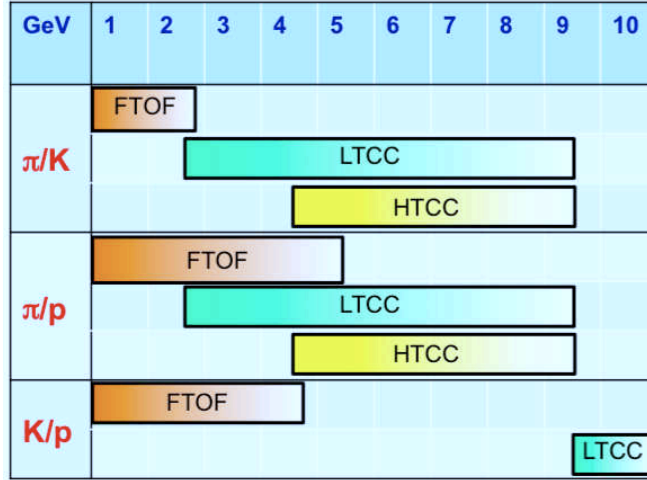 GeV 1 2 3 4 5 6 7 8 9 10
FTOF
π/K
LTCC
HTCC
FTOF
π/p
LTCC
HTCC
FTOF
K/p
LTCC